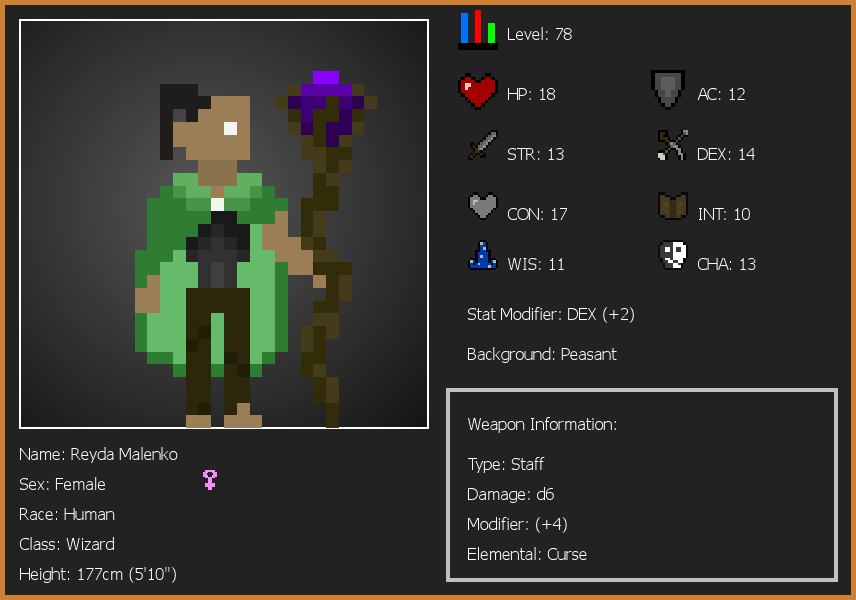 Level: 78
HP: 18
AC: 12
STR: 13
DEX: 14
CON: 17
INT: 10
WIS: 11
CHA: 13
Stat Modifier: DEX (+2)
Background: Peasant
Weapon Information:
Type: Staff
Damage: d6
Modifier: (+4)
Elemental: Curse
Name: Reyda Malenko
Sex: Female
Race: Human
Class: Wizard
Height: 177cm (5'10")